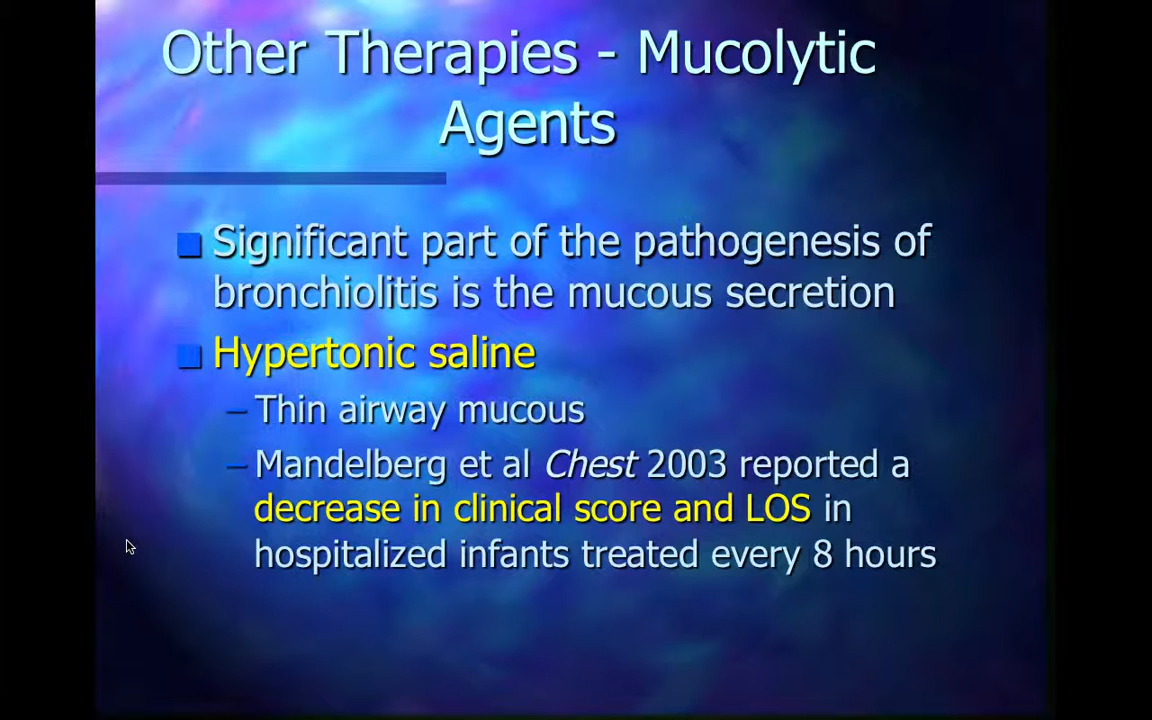 Other Therapies - Mucolytic
Agents
Significant part of the pathogenesis of
bronchiolitis is the mucous secretion
Hypertonic saline
– Thin airway mucous
– Mandelberg et al Chest 2003 reported a
decrease in clinical score and LOS in
hospitalized infants treated every 8 hours